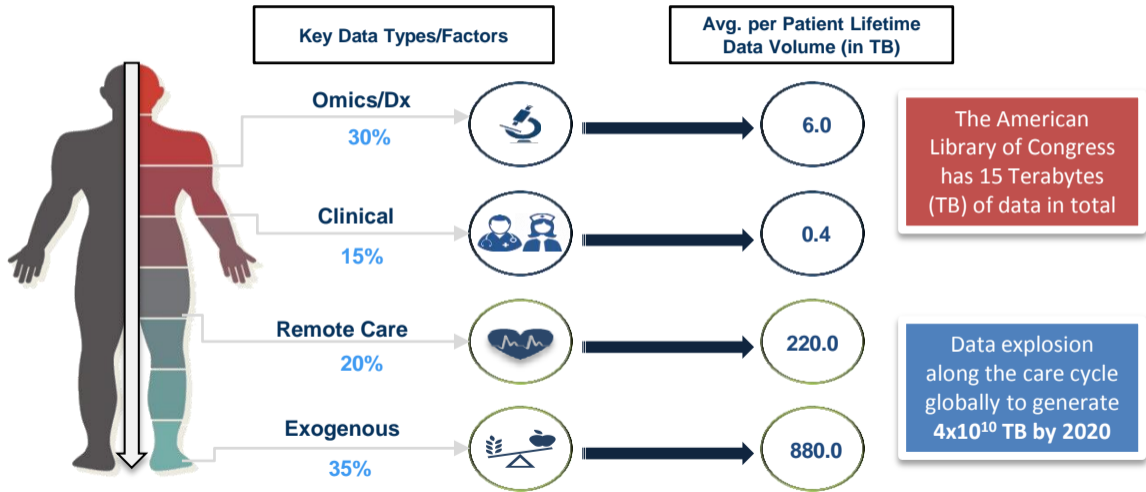 Key Data Types/Factors
Avg. per Patient Lifetime
Data Volume (in TB)
Omics/Dx
30%
6.0
Clinical
15%
0.4
Remote Care
20%
220.0
Exogenous
35%
880.0
The American
Library of Congress
has 15 Terabytes
(TB) of data in total
Data explosion
along the care cycle
globally to generate
4x10¹⁰ TB by 2020